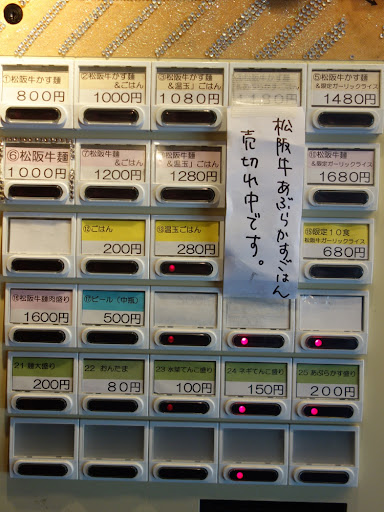 ①松阪牛かす麺
800円
②松阪牛かす麺
&ごはん
1000円
③松阪牛かす麺
&温玉ごはん
1080円
180円
⑤松阪牛かす麺
&限定ガーリックライス
1480円
⑥松阪牛麺
1000円
⑦松阪牛麺
&ごはん
1200円
松阪牛麺
&温玉ごはん
1280円
松阪牛麺
&限定ガーリックライス
1680円
松阪牛あぶらかすごはん
売切れ中です。
⑫ごはん
200円
⑬温玉ごはん
280円
⑮限定10食
松阪牛ガーリックライス
680円
⑯松阪牛麺肉盛り
1600円
⑰ビール(中瓶)
500円
21 麺大盛り
200円
22 おんたま
80円
23 水菜てんこ盛り
100円
24 ネギてんこ盛り
150円
25 あぶらかす盛り
200円